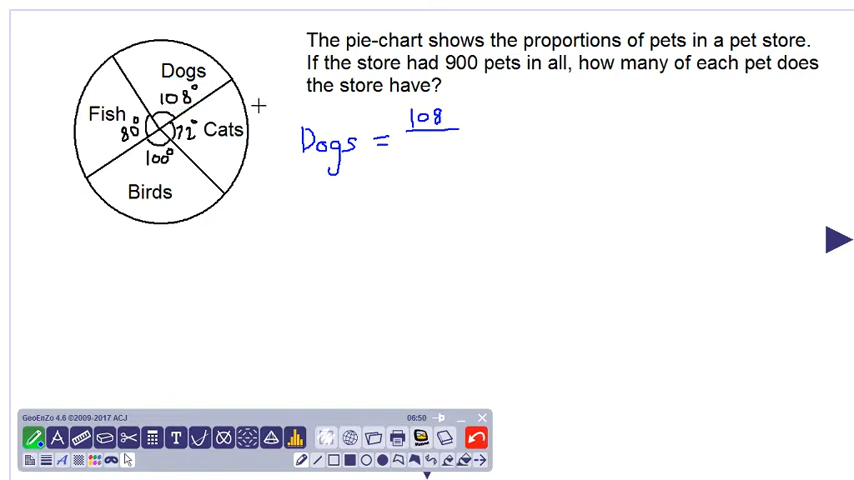 The pie-chart shows the proportions of pets in a pet store.
If the store had 900 pets in all, how many of each pet does
the store have?
Dogs
108°
Fish
80°
72°
Cats
100°
Birds
Dogs = 108
GeoEnZo 4.6 ©2009-2017 ACJ
06:50
A
T
A